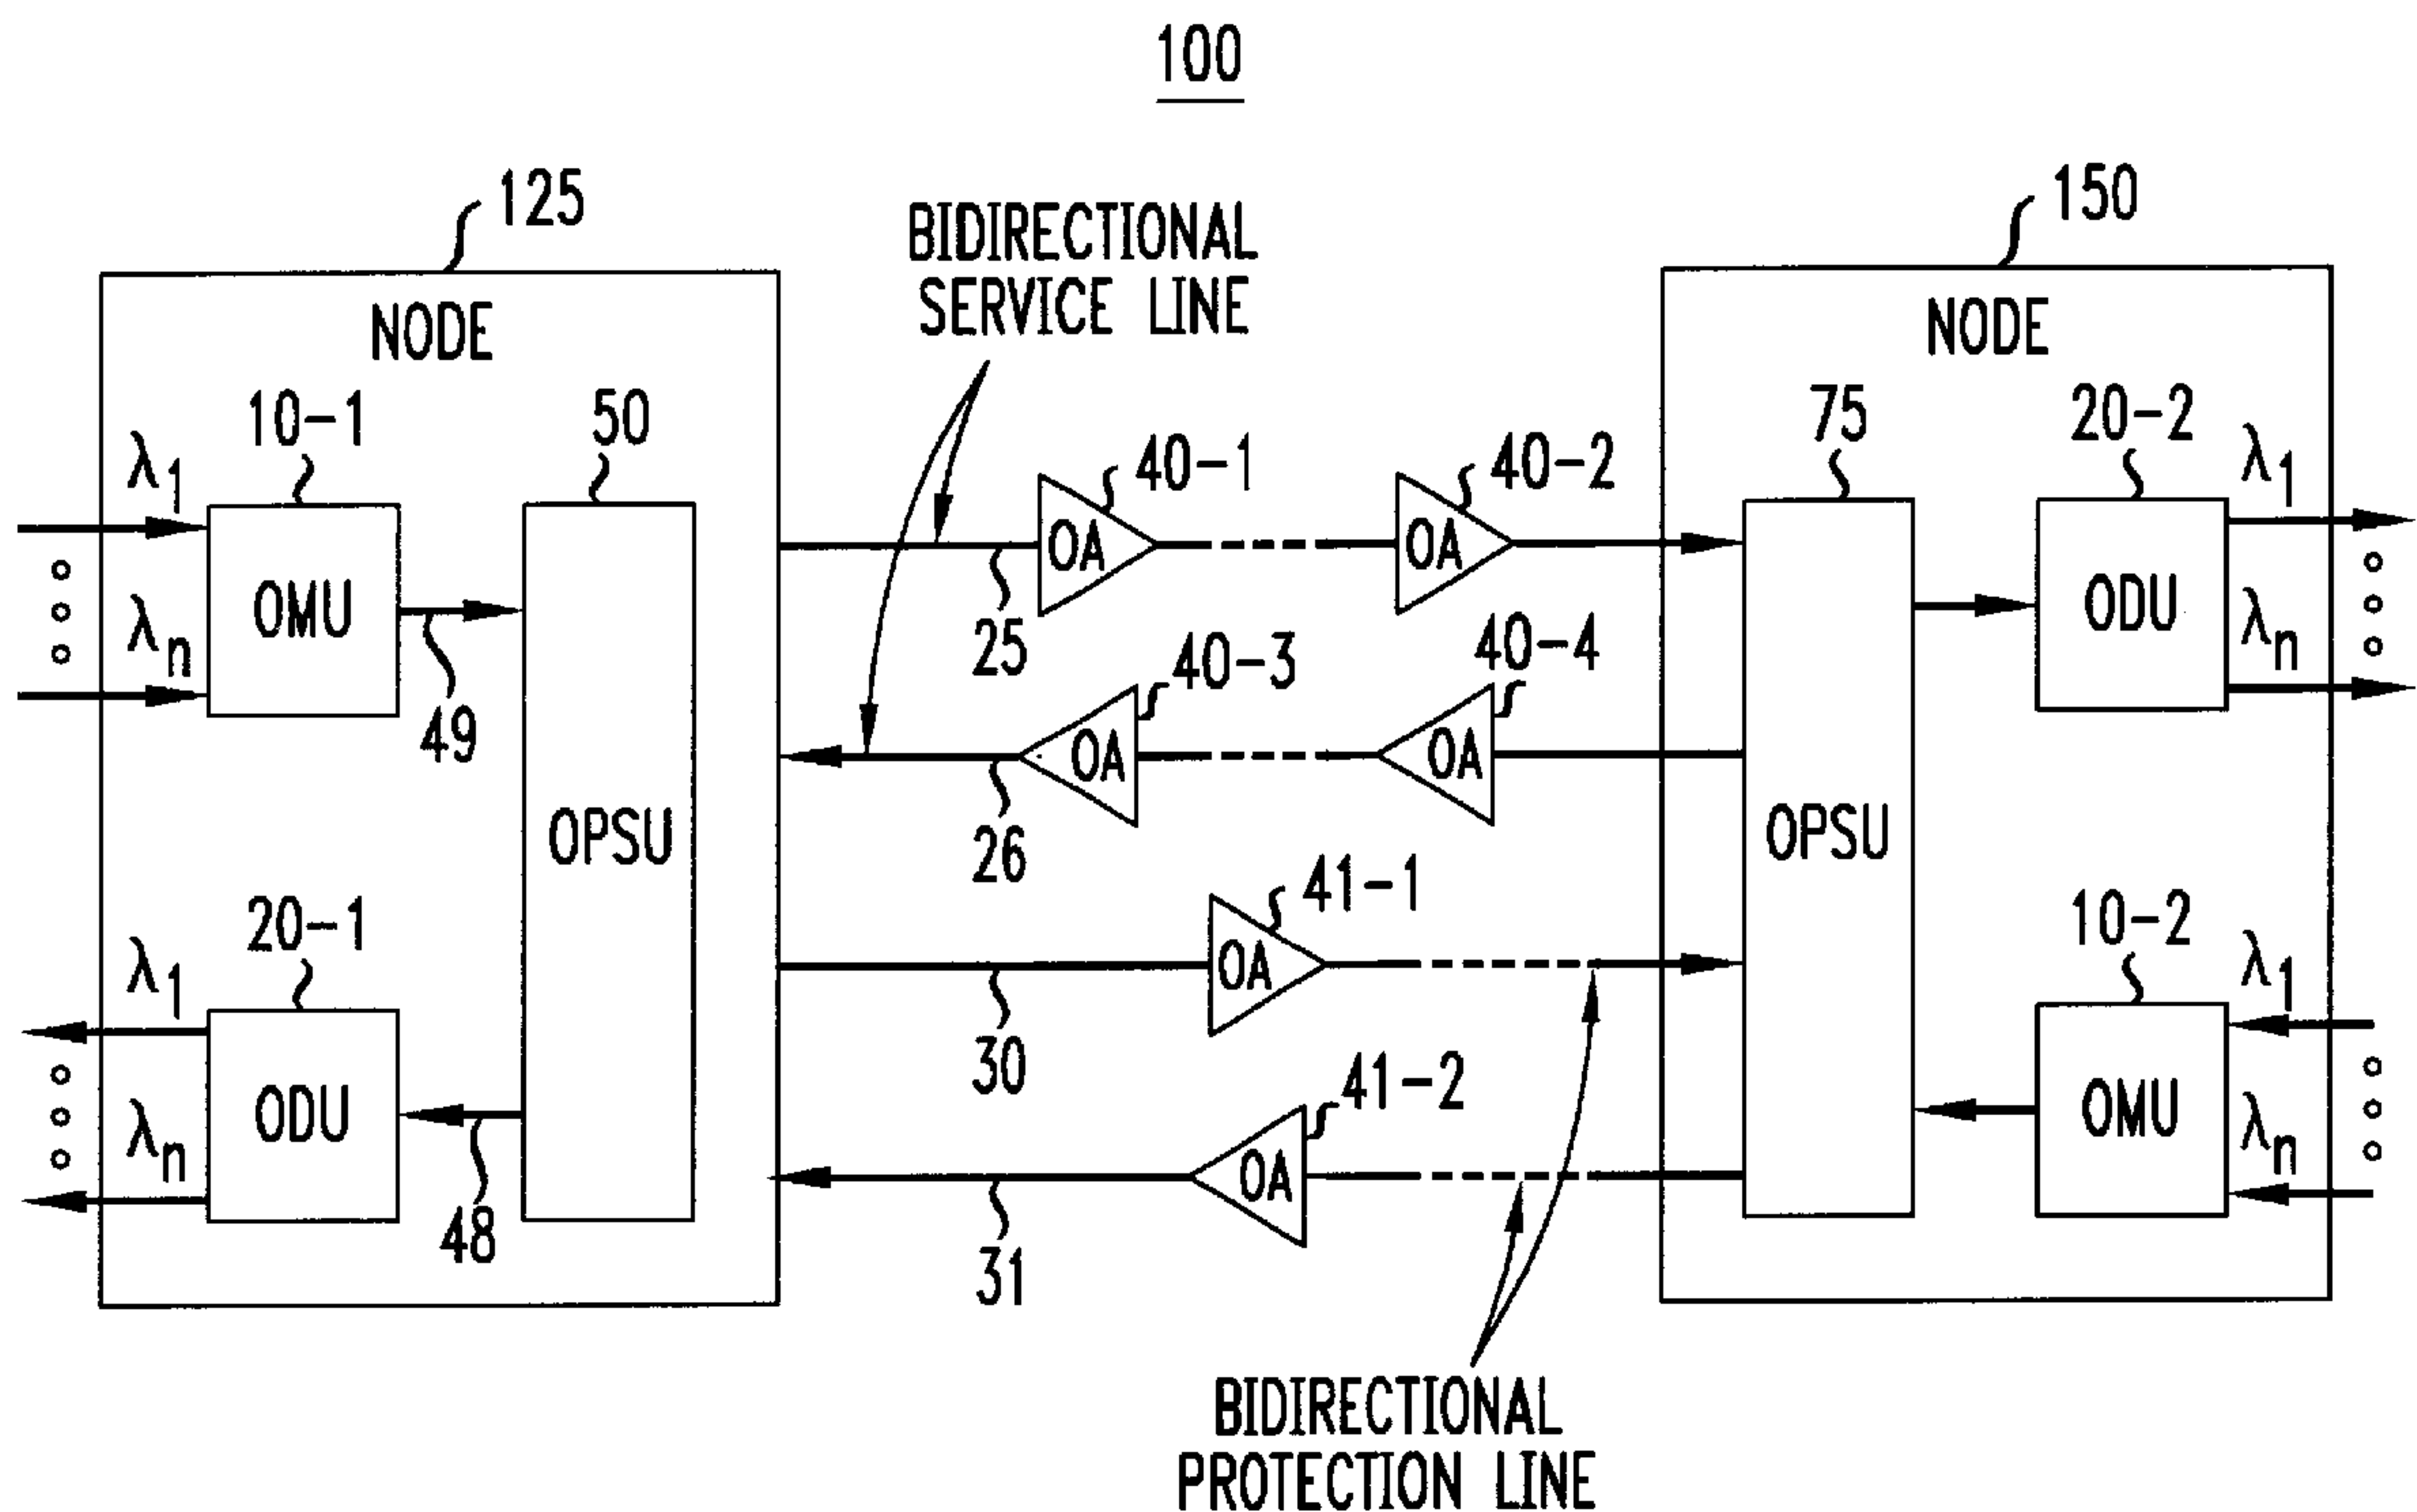 100
125
150
BIDIRECTIONAL
SERVICE LINE
NODE
NODE
10-1
50
40-1
40-2
75
20-2
λ1
λ1
OMU
OA
OA
ODU
λn
λn
49
25
40-3
40-4
OPSU
OA
OA
OPSU
26
41-1
20-1
10-2
λ1
OA
λ1
30
41-2
ODU
OMU
λn
λn
OA
48
31
BIDIRECTIONAL
PROTECTION LINE